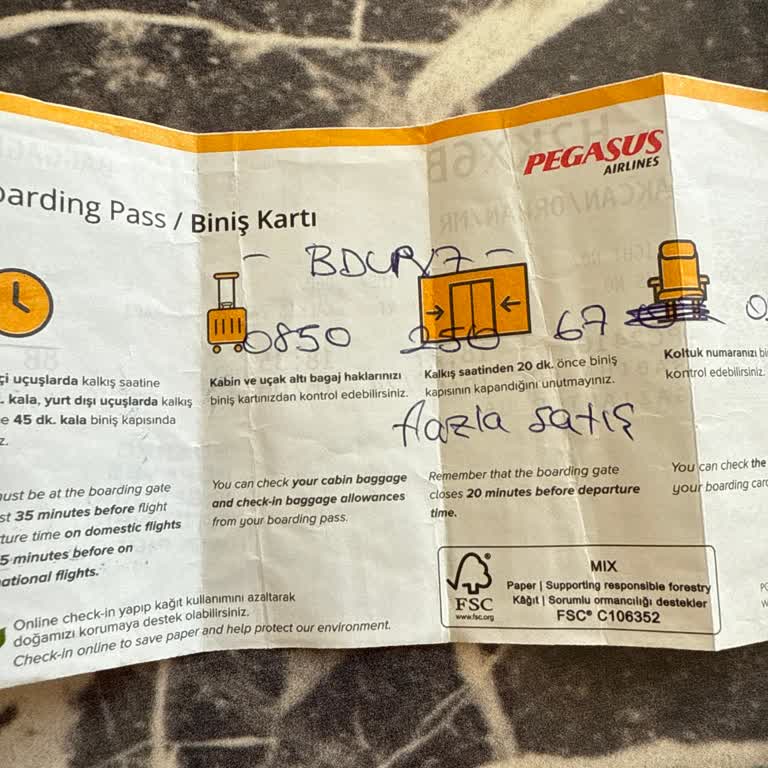 PEGASUS
AIRLINES
oarding Pass / Biniş Kartı
0850 250 67
fazla satış
çi uçuşlarda kalkış saatine
. kala, yurt dışı uçuşlarda kalkış
e 45 dk. kala biniş kapısında
z.
ust be at the boarding gate
st 35 minutes before flight
ture time on domestic flights
5 minutes before on
ational flights.
Kabin ve uçak altı bagaj haklarınızı
biniş kartınızdan kontrol edebilirsiniz.
You can check your cabin baggage
and check-in baggage allowances
from your boarding pass.
Kalkış saatinden 20 dk. önce biniş
kapısının kapandığını unutmayınız.
Remember that the boarding gate
closes 20 minutes before departure
time.
Koltuk numaranızı bi
kontrol edebilirsiniz.
You can check the
your boarding car
MIX
Paper | Supporting responsible forestry
Kâğıt | Sorumlu ormancılığı destekler
FSC® C106352
FSC
www.fsc.org
Online check-in yapıp kağıt kullanımını azaltarak
doğamızı korumaya destek olabilirsiniz.
Check-in online to save paper and help protect our environment.